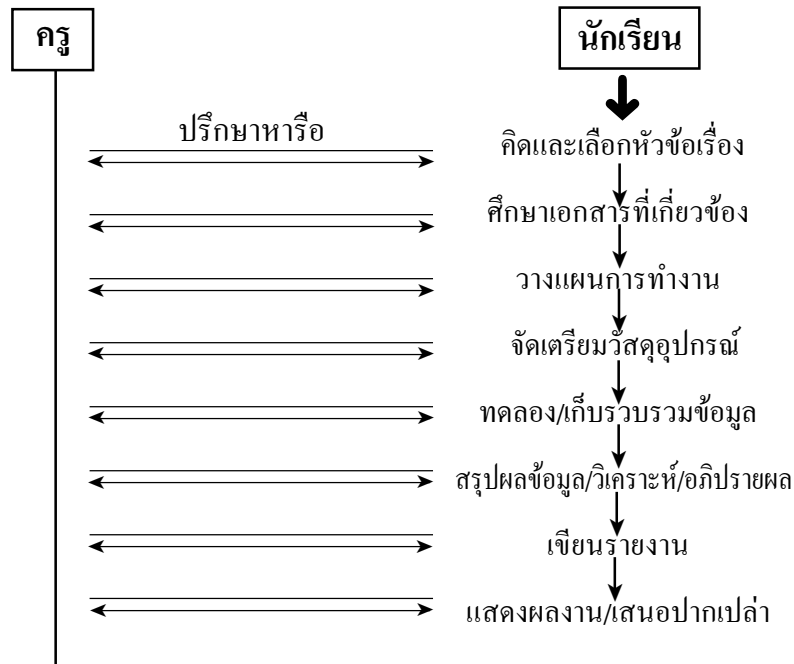 ครู
นักเรียน
ปรึกษาหารือ
คิดและเลือกหัวข้อเรื่อง
ศึกษาเอกสารที่เกี่ยวข้อง
วางแผนการทำงาน
จัดเตรียมวัสดุอุปกรณ์
ทดลอง/เก็บรวบรวมข้อมูล
สรุปผลข้อมูล/วิเคราะห์/อภิปรายผล
เขียนรายงาน
แสดงผลงาน/เสนอปากเปล่า